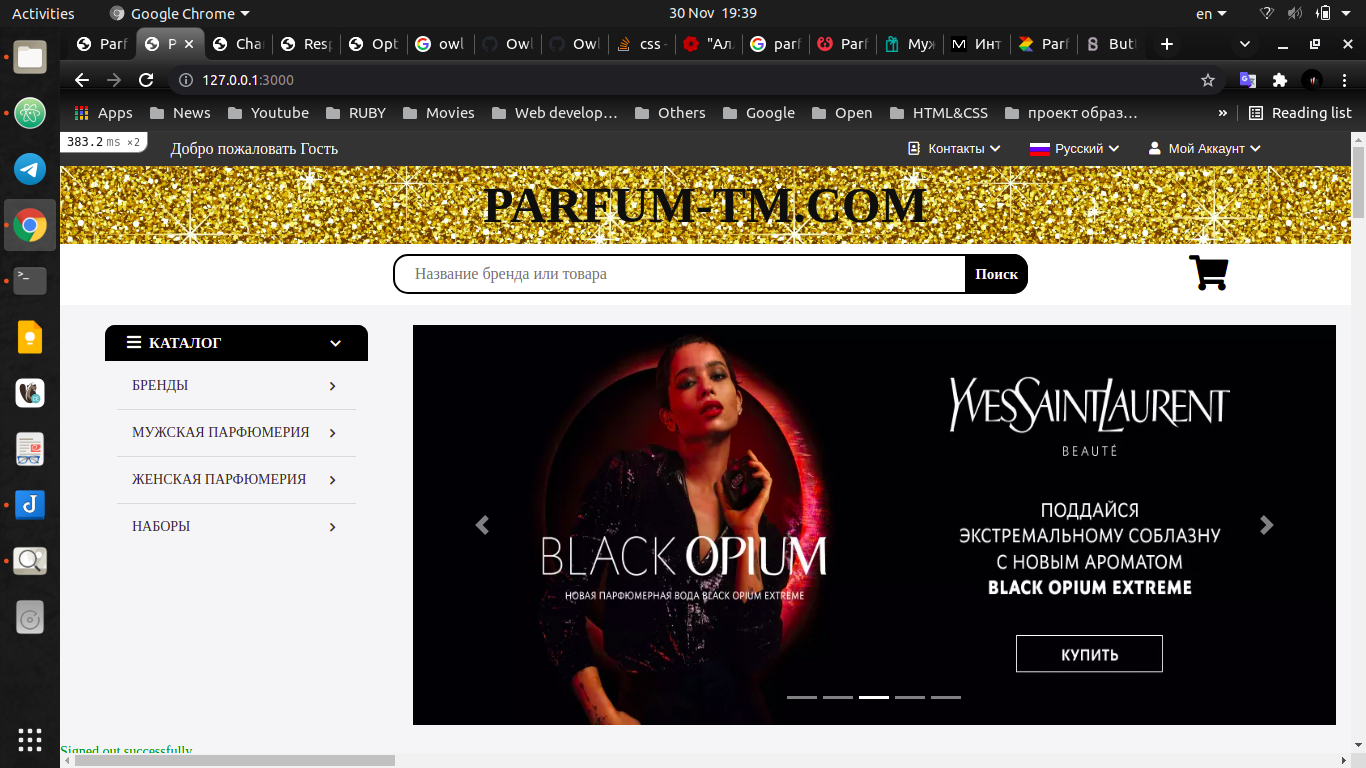 Activities
Google Chrome
30 Nov 19:39
en
Parf
P
Cha
Resp
Opt
owl
Owl
Owl
css -
"Ал
parf
Parf
Муж
Инт
Parf
Butt
127.0.0.1:3000
Apps
News
Youtube
RUBY
Movies
Web develop…
Others
Google
Open
HTML&CSS
проект образ…
»
Reading list
383.2 ms ×2
Добро пожаловать Гость
Контакты
Русский
Мой Аккаунт
PARFUM-TM.COM
Название бренда или товара
Поиск
КАТАЛОГ
БРЕНДЫ
МУЖСКАЯ ПАРФЮМЕРИЯ
ЖЕНСКАЯ ПАРФЮМЕРИЯ
НАБОРЫ
YVESSAINTLAURENT
BEAUTÉ
ПОДДАЙСЯ
ЭКСТРЕМАЛЬНОМУ СОБЛАЗНУ
С НОВЫМ АРОМАТОМ
BLACK OPIUM EXTREME
КУПИТЬ
BLACK OPIUM
НОВАЯ ПАРФЮМЕРНАЯ ВОДА BLACK OPIUM EXTREME
Signed out successfully